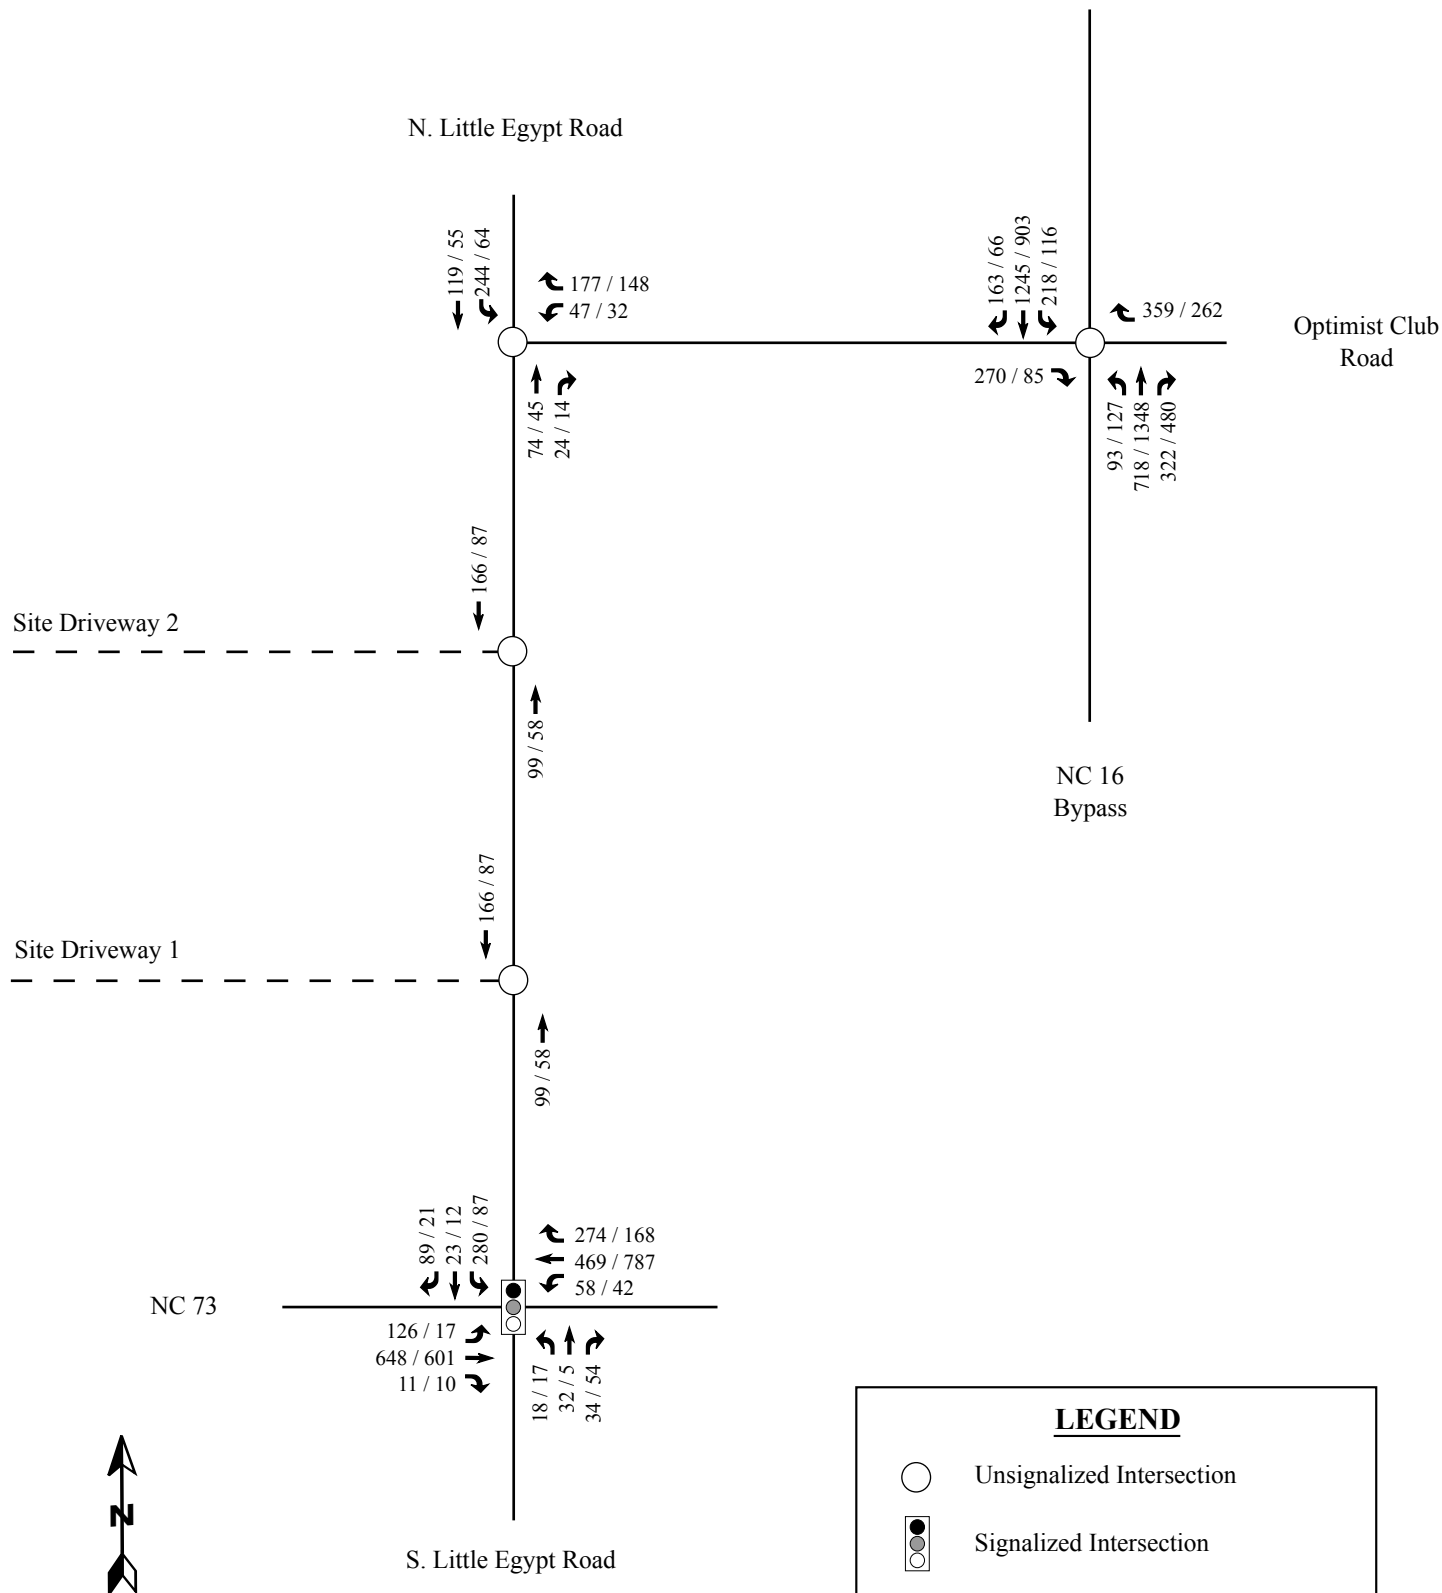 N. Little Egypt Road
119 / 55
244 / 64
177 / 148
47 / 32
74 / 45
24 / 14
163 / 66
1245 / 903
218 / 116
359 / 262
270 / 85
93 / 127
718 / 1348
322 / 480
Optimist Club
Road
166 / 87
Site Driveway 2
99 / 58
NC 16
Bypass
166 / 87
Site Driveway 1
99 / 58
89 / 21
23 / 12
280 / 87
274 / 168
469 / 787
58 / 42
NC 73
126 / 17
648 / 601
11 / 10
18 / 17
32 / 5
34 / 54
N
S. Little Egypt Road
LEGEND
Unsignalized Intersection
Signalized Intersection